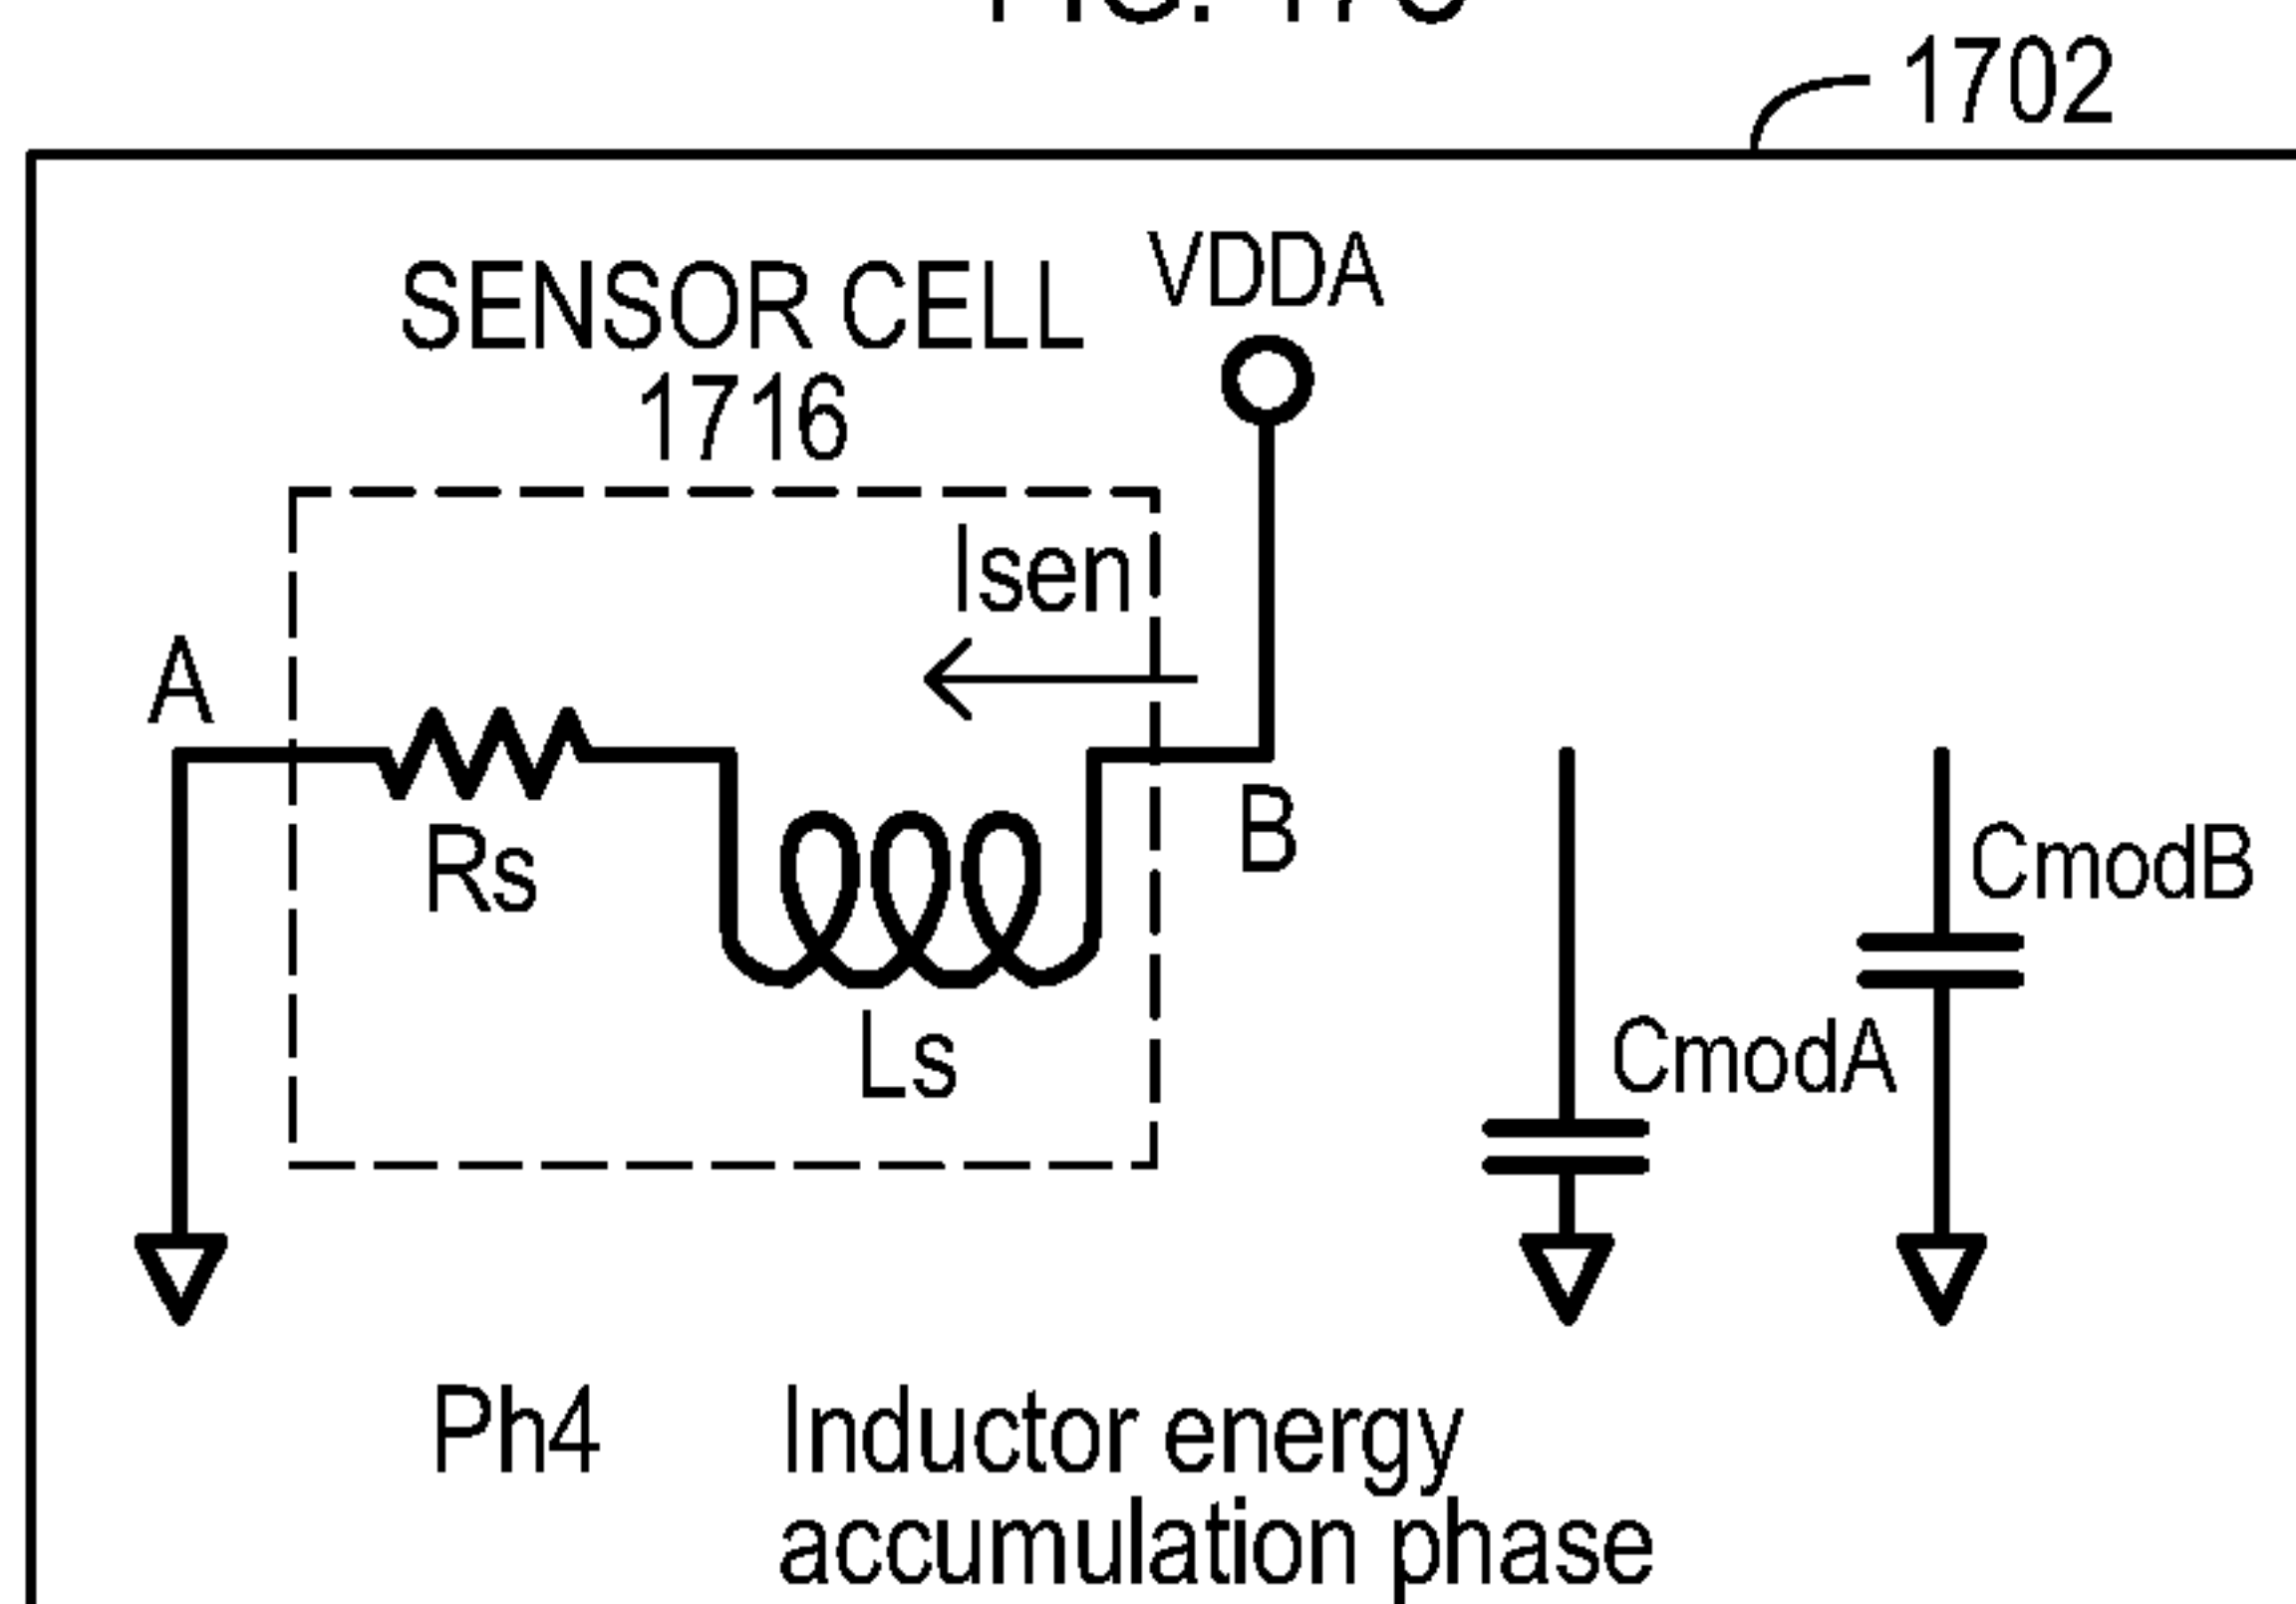 1702
SENSOR CELL
1716
VDDA
Isen
A
Rs
B
Ls
CmodB
CmodA
Ph4 Inductor energy
accumulation phase